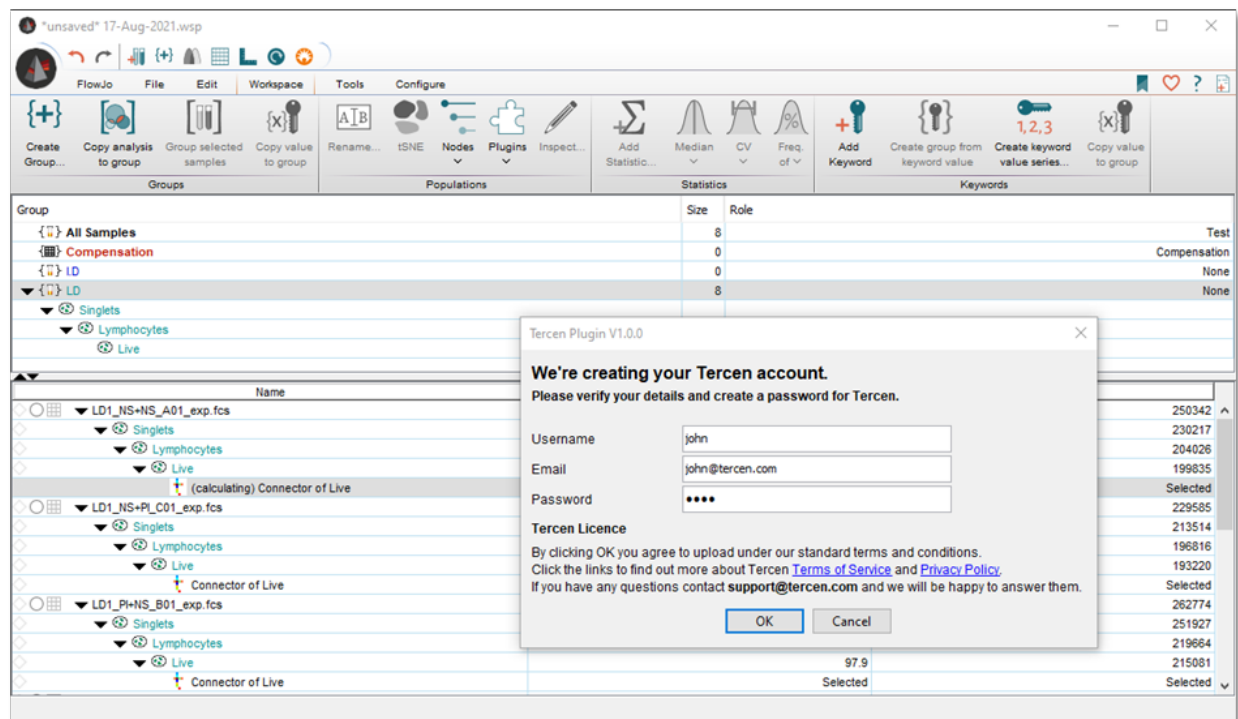 *unsaved* 17-Aug-2021.wsp
FlowJo File Edit Workspace Tools Configure
{+} {x} A|B Σ % + 1,2,3 {x}
Create Group... Copy analysis to group Group selected samples Copy value to group Rename... tSNE Nodes Plugins Inspect... Add Statistic... Median CV Freq. of Add Keyword Create group from keyword value Create keyword value series... Copy value to group
Groups Populations Statistics Keywords
Group Size Role
All Samples 8 Test
Compensation 0 Compensation
I.D 0 None
LD 8 None
Singlets
Lymphocytes
Live
Name
LD1_NS+NS_A01_exp.fcs 250342
Singlets 230217
Lymphocytes 204026
Live 199835
(calculating) Connector of Live Selected
LD1_NS+PI_C01_exp.fcs 229585
Singlets 213514
Lymphocytes 196816
Live 193220
Connector of Live Selected
LD1_PI+NS_B01_exp.fcs 262774
Singlets 251927
Lymphocytes 219664
Live 97.9 215081
Connector of Live Selected Selected
Tercen Plugin V1.0.0
We're creating your Tercen account.
Please verify your details and create a password for Tercen.
Username john
Email john@tercen.com
Password ••••
Tercen Licence
By clicking OK you agree to upload under our standard terms and conditions.
Click the links to find out more about Tercen Terms of Service and Privacy Policy.
If you have any questions contact support@tercen.com and we will be happy to answer them.
OK Cancel